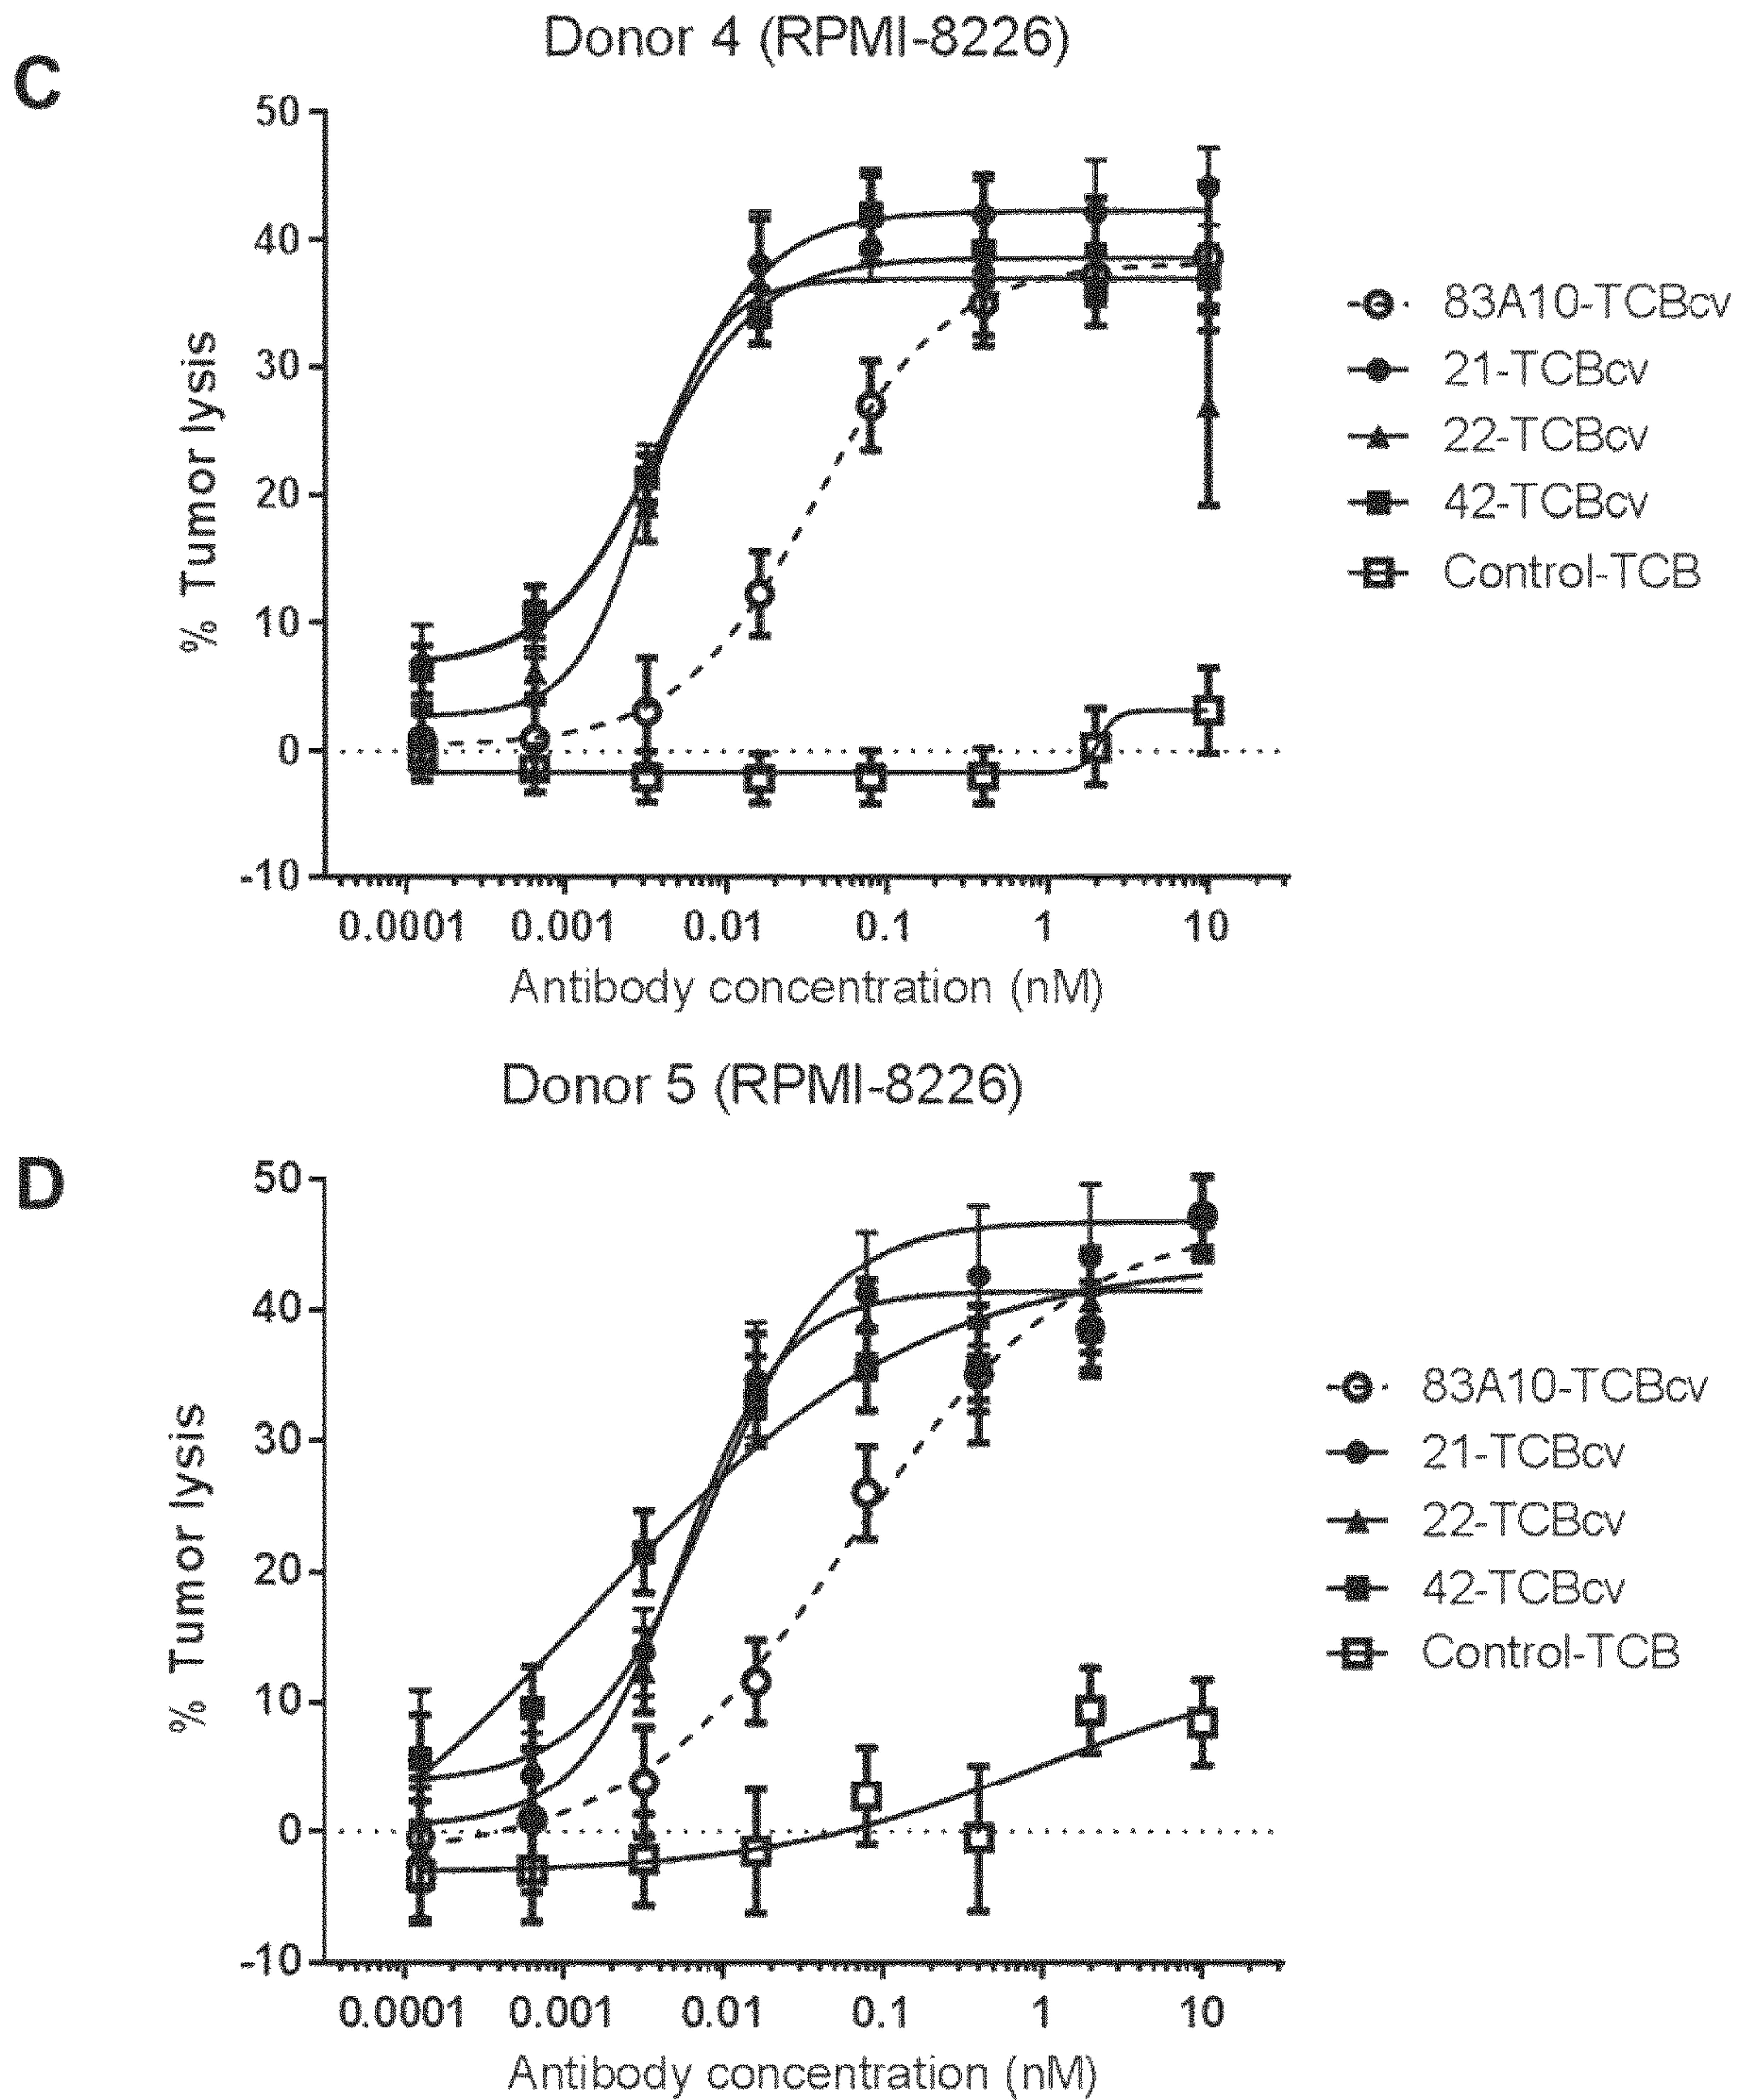 C
Donor 4 (RPMI-8226)
% Tumor lysis
50
40
30
20
10
0
-10
0.0001 0.001 0.01 0.1 1 10
Antibody concentration (nM)
83A10-TCBcv
21-TCBcv
22-TCBcv
42-TCBcv
Control-TCB
D
Donor 5 (RPMI-8226)
% Tumor lysis
50
40
30
20
10
0
-10
0.0001 0.001 0.01 0.1 1 10
Antibody concentration (nM)
83A10-TCBcv
21-TCBcv
22-TCBcv
42-TCBcv
Control-TCB